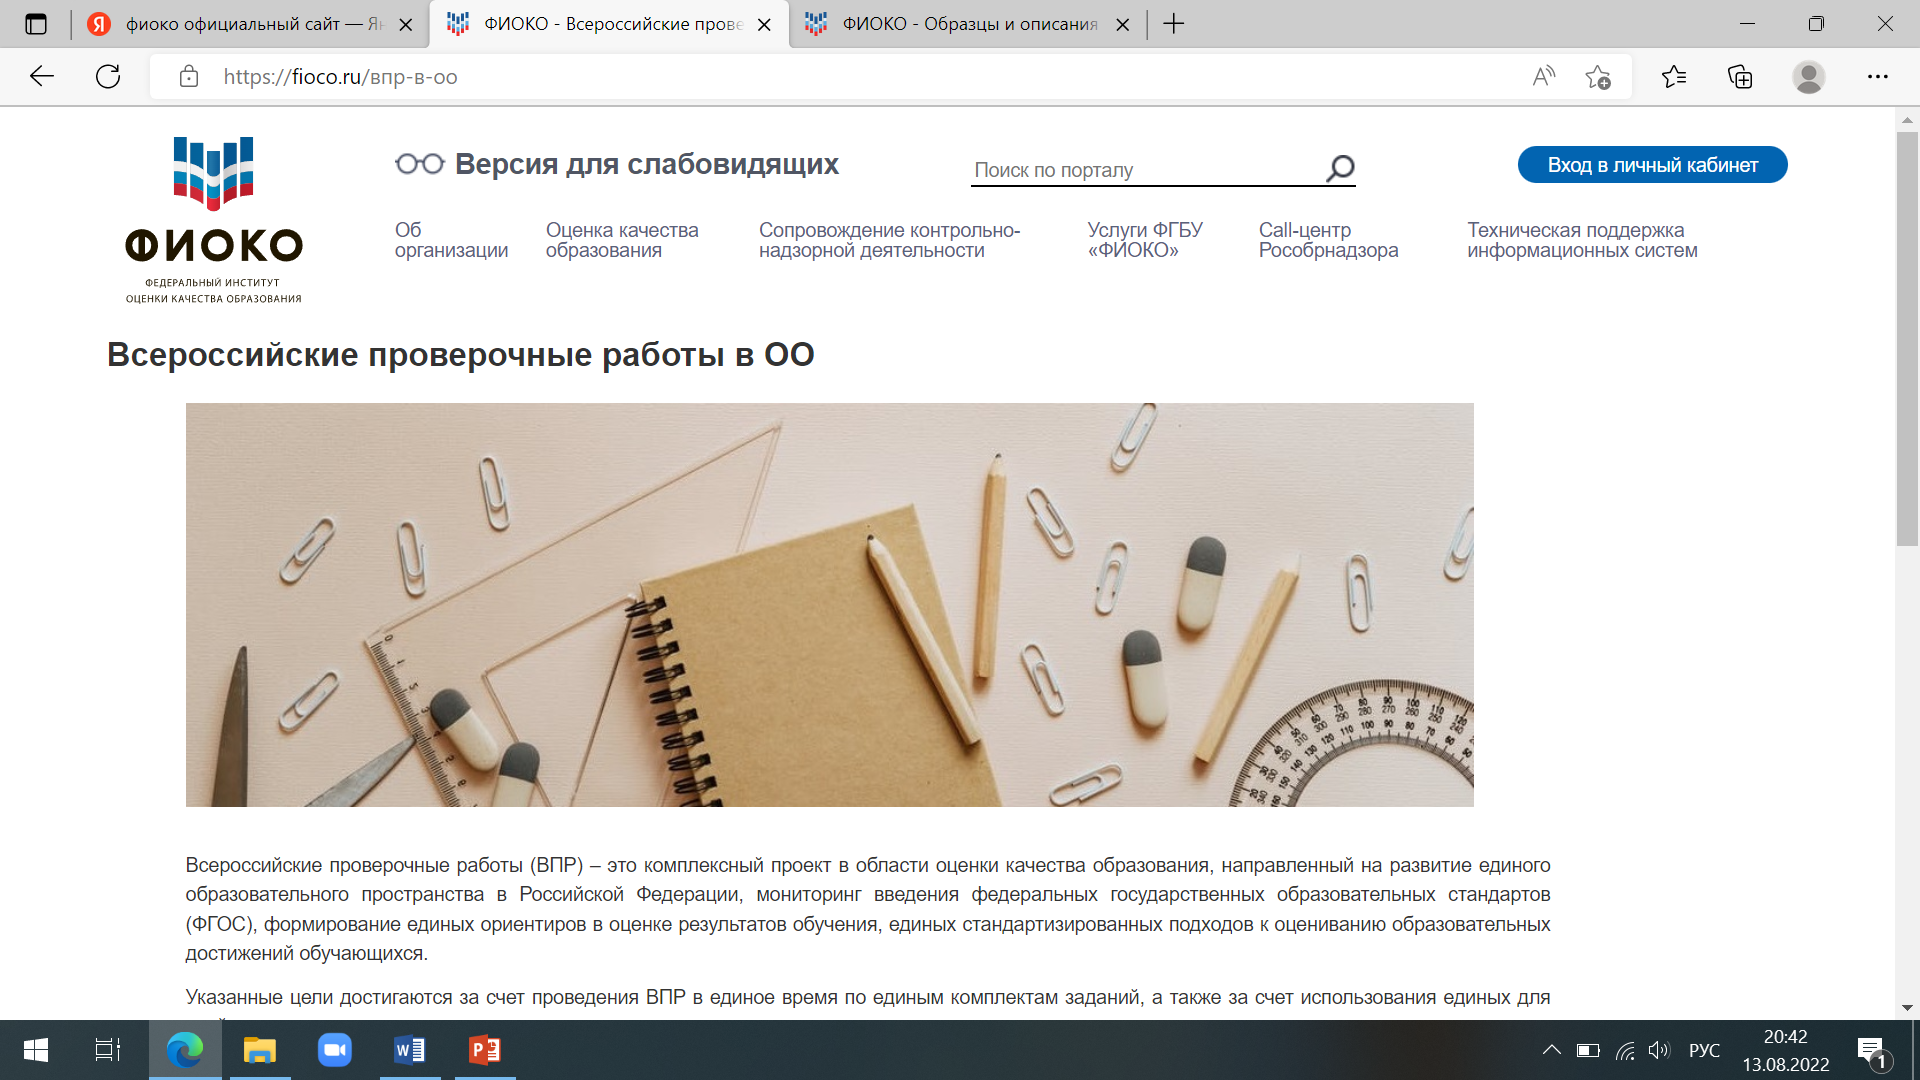 фиоко официальный сайт — Ян
ФИОКО - Всероссийские прове
ФИОКО - Образцы и описания
https://fioco.ru/впр-в-оо
Версия для слабовидящих
Поиск по порталу
Вход в личный кабинет
ФИОКО
ФЕДЕРАЛЬНЫЙ ИНСТИТУТ
ОЦЕНКИ КАЧЕСТВА ОБРАЗОВАНИЯ
Об
организации
Оценка качества
образования
Сопровождение контрольно-
надзорной деятельности
Услуги ФГБУ
«ФИОКО»
Call-центр
Рособрнадзора
Техническая поддержка
информационных систем
Всероссийские проверочные работы в ОО
Всероссийские проверочные работы (ВПР) – это комплексный проект в области оценки качества образования, направленный на развитие единого
образовательного пространства в Российской Федерации, мониторинг введения федеральных государственных образовательных стандартов
(ФГОС), формирование единых ориентиров в оценке результатов обучения, единых стандартизированных подходов к оцениванию образовательных
достижений обучающихся.
Указанные цели достигаются за счет проведения ВПР в единое время по единым комплектам заданий, а также за счет использования единых для
РУС
20:42
13.08.2022
1